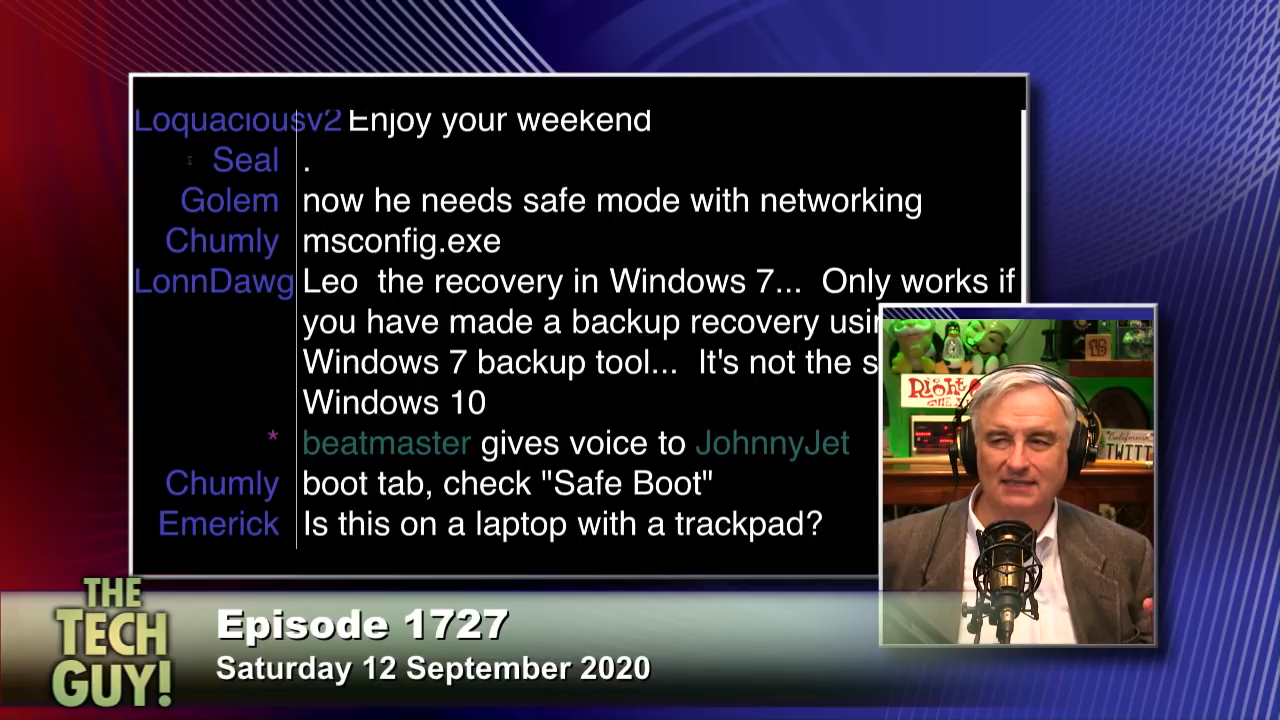 Loquaciousv2 Enjoy your weekend
Seal .
Golem now he needs safe mode with networking
Chumly msconfig.exe
LonnDawg Leo the recovery in Windows 7... Only works if
you have made a backup recovery
Windows 7 backup tool... It's not the
Windows 10
* beatmaster gives voice to JohnnyJet
Chumly boot tab, check "Safe Boot"
Emerick Is this on a laptop with a trackpad?
California
TWIT
THE
TECH
GUY!
Episode 1727
Saturday 12 September 2020